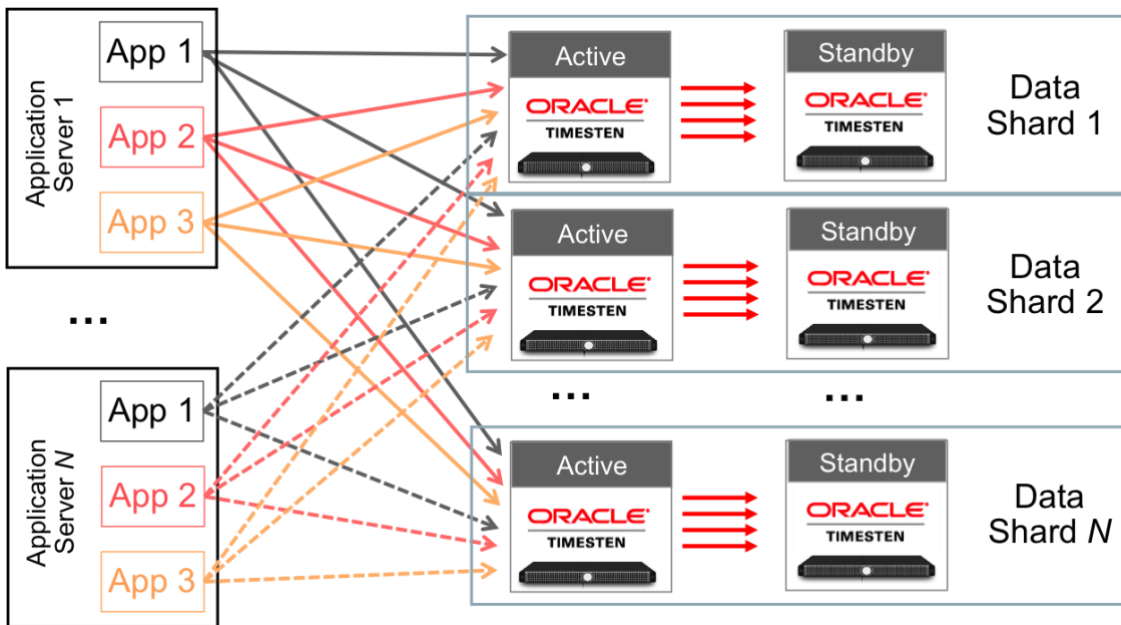 Application
Server 1
App 1
App 2
App 3
...
Application
Server N
App 1
App 2
App 3
Active
ORACLE®
TIMESTEN
Standby
ORACLE®
TIMESTEN
Data
Shard 1
Active
ORACLE®
TIMESTEN
Standby
ORACLE®
TIMESTEN
Data
Shard 2
...
...
Active
ORACLE®
TIMESTEN
Standby
ORACLE®
TIMESTEN
Data
Shard N